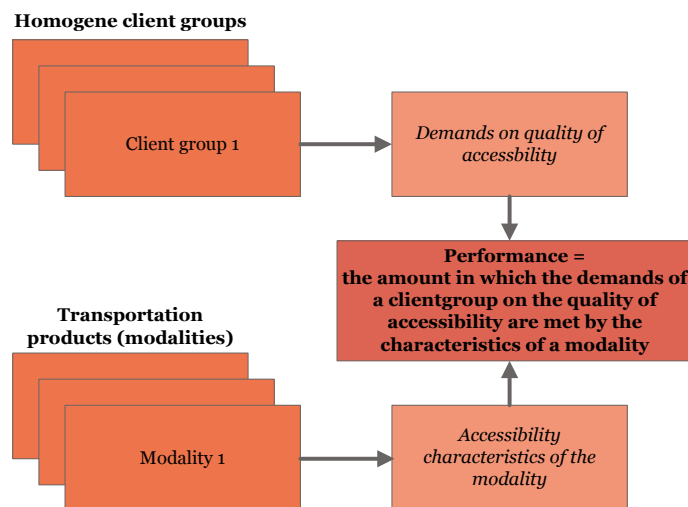 Homogene client groups
Client group 1
Demands on quality of
accessbility
Performance =
the amount in which the demands of
a clientgroup on the quality of
accessibility are met by the
characteristics of a modality
Transportation
products (modalities)
Modality 1
Accessibility
characteristics of the
modality